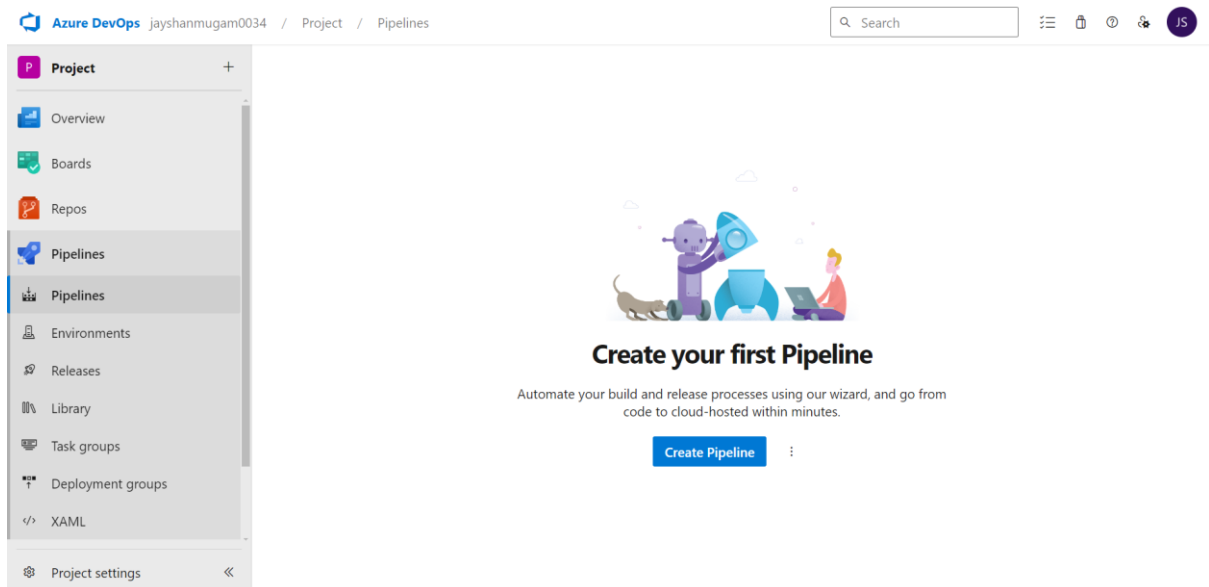 Azure DevOps jayshanmugam0034 / Project / Pipelines
Search
JS
P Project +
Overview
Boards
Repos
Pipelines
Pipelines
Environments
Releases
Library
Task groups
Deployment groups
XAML
Project settings
Create your first Pipeline
Automate your build and release processes using our wizard, and go from
code to cloud-hosted within minutes.
Create Pipeline